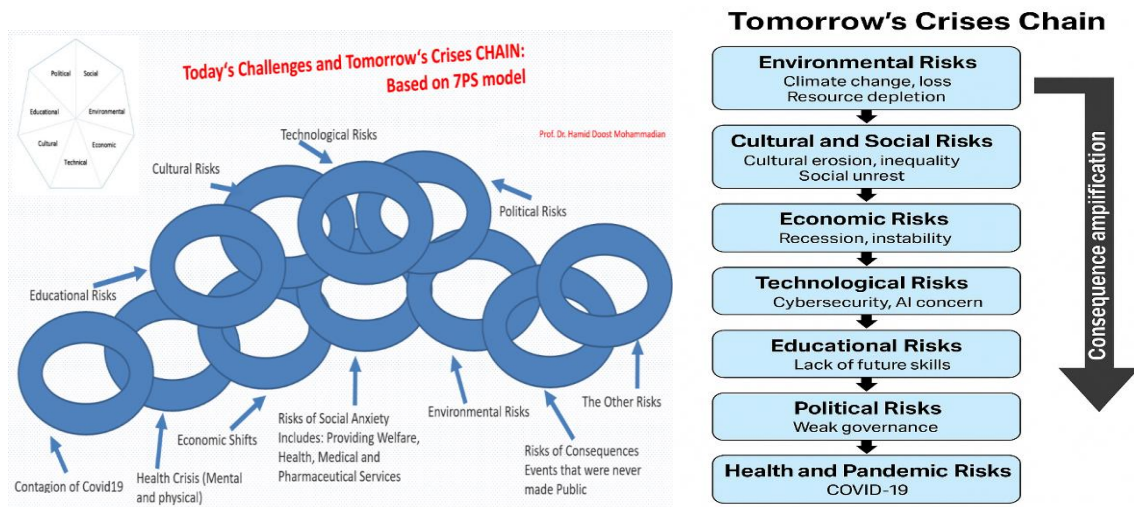 Today's Challenges and Tomorrow's Crises CHAIN:
Based on 7PS model
Prof. Dr. Hamid Doost Mohammadian
Political
Social
Educational
Environmental
Cultural
Economic
Technical
Technological Risks
Cultural Risks
Political Risks
Educational Risks
Contagion of Covid19
Health Crisis (Mental
and physical)
Economic Shifts
Risks of Social Anxiety
Includes: Providing Welfare,
Health, Medical and
Pharmaceutical Services
Environmental Risks
Risks of Consequences
Events that were never
made Public
The Other Risks
Tomorrow's Crises Chain
Environmental Risks
Climate change, loss
Resource depletion
Cultural and Social Risks
Cultural erosion, inequality
Social unrest
Economic Risks
Recession, instability
Technological Risks
Cybersecurity, AI concern
Educational Risks
Lack of future skills
Political Risks
Weak governance
Health and Pandemic Risks
COVID-19
Consequence amplification